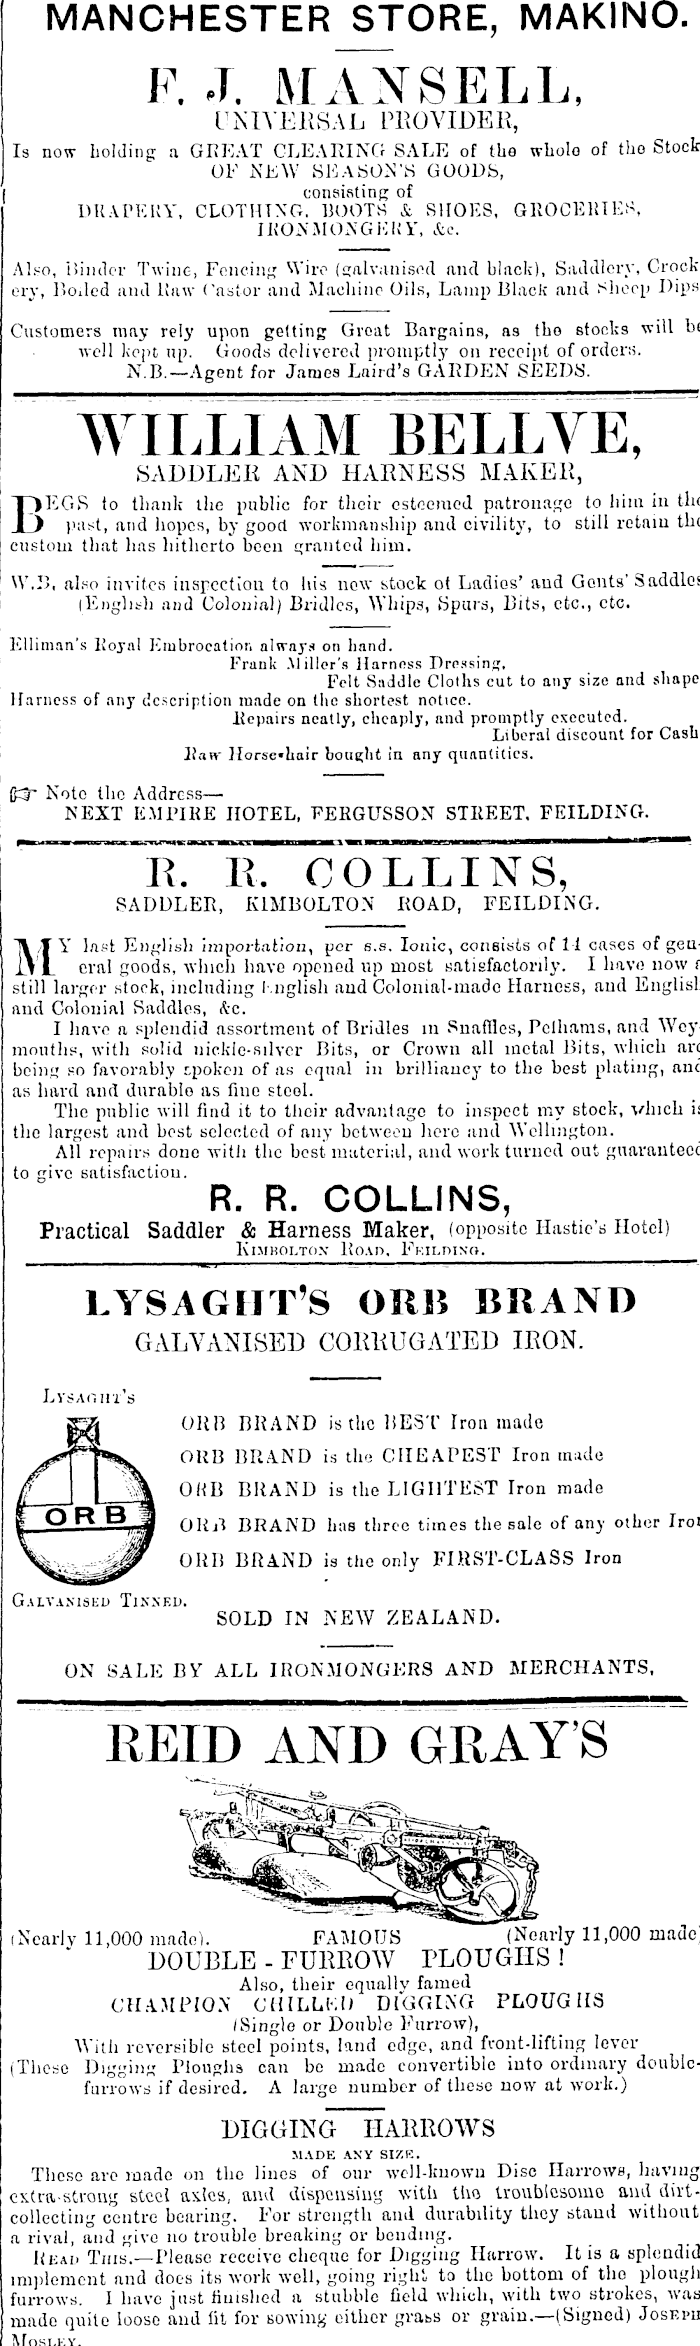 MANCHESTER STORE, MAKINO.
F. J. MANSELL,
UNIVERSAL PROVIDER,
Is now holding a GREAT CLEARING SALE of the whole of the Stock
OF NEW SEASON'S GOODS,
consisting of
DRAPERY, CLOTHING, BOOTS & SHOES, GROCERIES,
IRONMONGERY, &c.
Also, Binder Twine, Fencing Wire (galvanised and black), Saddlery, Crock
ery, Boiled and Raw Castor and Machine Oils, Lamp Black and Sheep Dips
Customers may rely upon getting Great Bargains, as the stocks will be
well kept up. Goods delivered promptly on receipt of orders.
N.B.—Agent for James Laird's GARDEN SEEDS.
WILLIAM BELLVE,
SADDLER AND HARNESS MAKER,
BEGS to thank the public for their esteemed patronage to him in the
past, and hopes, by good workmanship and civility, to still retain the
custom that has hitherto been granted him.
W.B. also invites inspection to his new stock of Ladies' and Gents' Saddles
(English and Colonial) Bridles, Whips, Spurs, Bits, etc., etc.
Elliman's Royal Embrocation always on hand.
Frank Miller's Harness Dressing.
Felt Saddle Cloths cut to any size and shape
Harness of any description made on the shortest notice.
Repairs neatly, cheaply, and promptly executed.
Liberal discount for Cash
Raw Horse-hair bought in any quantities.
☞ Note the Address—
NEXT EMPIRE HOTEL, FERGUSSON STREET, FEILDING.
R. R. COLLINS,
SADDLER, KIMBOLTON ROAD, FEILDING.
MY last English importation, per s.s. Ionic, consists of 14 cases of gen-
eral goods, which have opened up most satisfactorily. I have now a
still larger stock, including English and Colonial-made Harness, and English
and Colonial Saddles, &c.
I have a splendid assortment of Bridles in Snaffles, Pelhams, and Wey-
mouths, with solid nickle-silver Bits, or Crown all metal Bits, which are
being so favorably spoken of as equal in brilliancy to the best plating, and
as hard and durable as fine steel.
The public will find it to their advantage to inspect my stock, which is
the largest and best selected of any between here and Wellington.
All repairs done with the best material, and work turned out guaranteed
to give satisfaction.
R. R. COLLINS,
Practical Saddler & Harness Maker, (opposite Hastie's Hotel)
KIMBOLTON ROAD, FEILDING.
LYSAGHT'S ORB BRAND
GALVANISED CORRUGATED IRON.
LYSAGHT'S
ORB
GALVANISED TINNED.
ORB BRAND is the BEST Iron made
ORB BRAND is the CHEAPEST Iron made
ORB BRAND is the LIGHTEST Iron made
ORB BRAND has three times the sale of any other Iron
ORB BRAND is the only FIRST-CLASS Iron
SOLD IN NEW ZEALAND.
ON SALE BY ALL IRONMONGERS AND MERCHANTS,
REID AND GRAY'S
(Nearly 11,000 made). FAMOUS (Nearly 11,000 made)
DOUBLE-FURROW PLOUGHS!
Also, their equally famed
CHAMPION CHILLED DIGGING PLOUGHS
(Single or Double Furrow),
With reversible steel points, land edge, and front-lifting lever
(These Digging Ploughs can be made convertible into ordinary double-
furrows if desired. A large number of these now at work.)
DIGGING HARROWS
MADE ANY SIZE.
These are made on the lines of our well-known Disc Harrows, having
extra-strong steel axles, and dispensing with the troublesome and dirt-
collecting centre bearing. For strength and durability they stand without
a rival, and give no trouble breaking or bending.
READ THIS.—Please receive cheque for Digging Harrow. It is a splendid
implement and does its work well, going right to the bottom of the plough
furrows. I have just finished a stubble field which, with two strokes, was
made quite loose and fit for sowing either grass or grain.—(Signed) JOSEPH
MOSLEY.